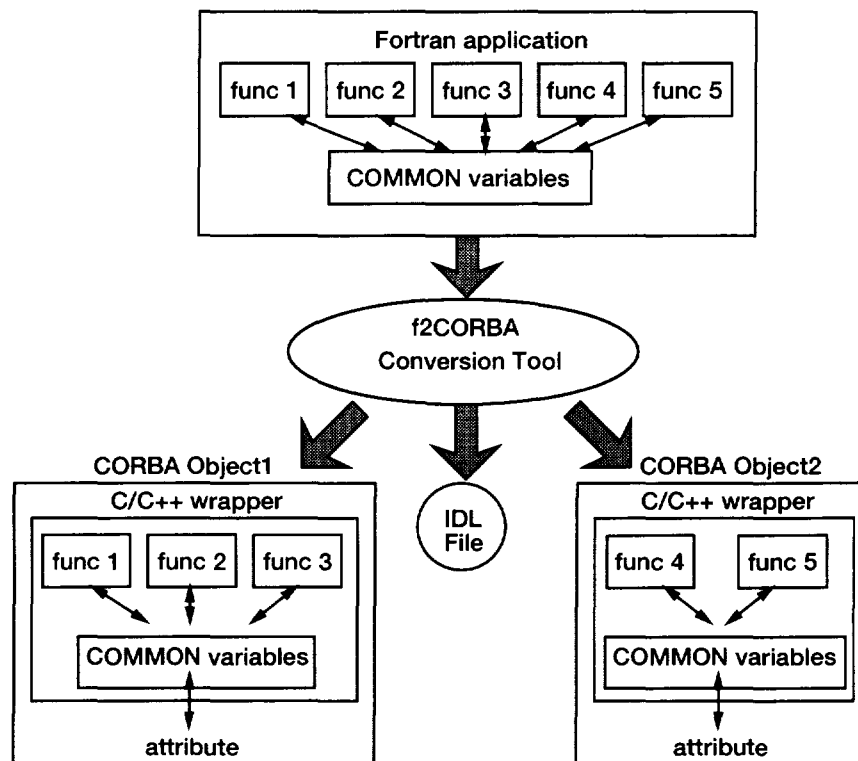 Fortran application
func 1
func 2
func 3
func 4
func 5
COMMON variables
f2CORBA
Conversion Tool
CORBA Object1
C/C++ wrapper
func 1
func 2
func 3
COMMON variables
attribute
IDL
File
CORBA Object2
C/C++ wrapper
func 4
func 5
COMMON variables
attribute